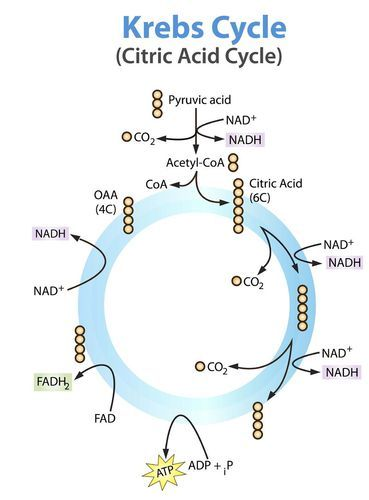 Krebs Cycle
(Citric Acid Cycle)
Pyruvic acid
NAD+
CO2
NADH
Acetyl-CoA
CoA
Citric Acid
(6C)
OAA
(4C)
NADH
NAD+
NAD+
NADH
CO2
CO2
NAD+
NADH
FADH2
FAD
ATP
ADP + iP